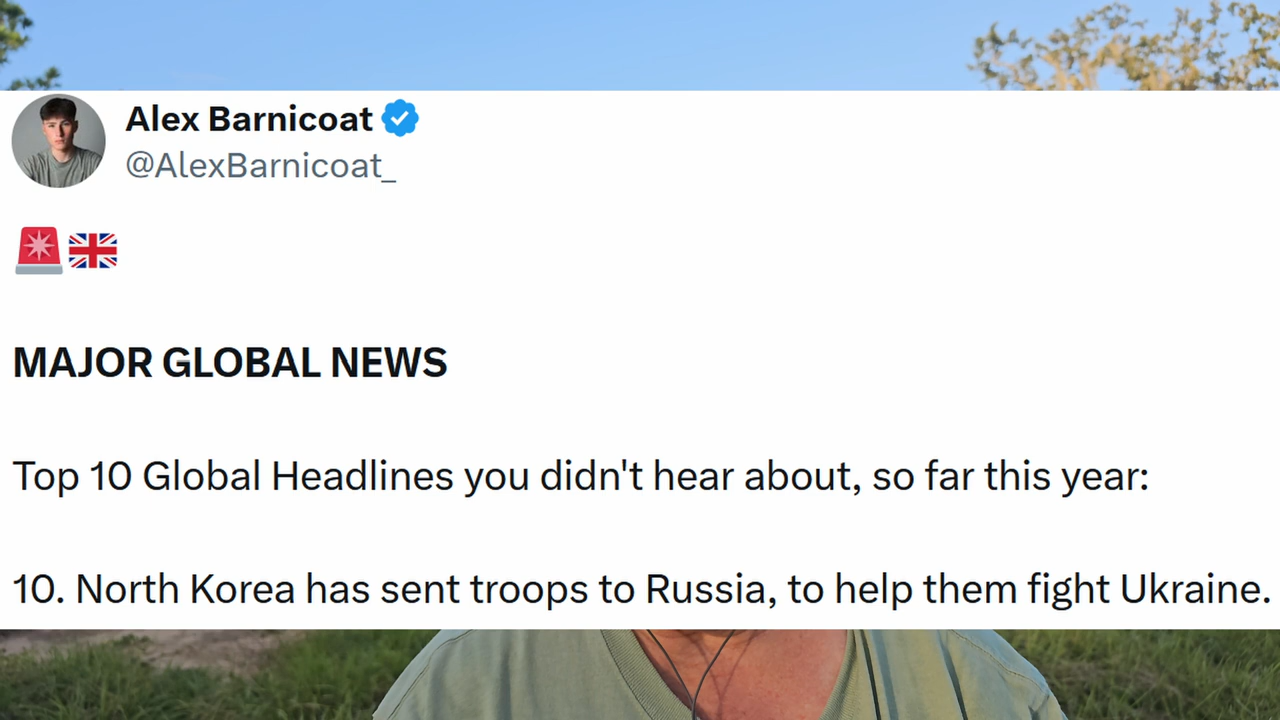 Alex Barnicoat
@AlexBarnicoat_
🚨🇬🇧
MAJOR GLOBAL NEWS
Top 10 Global Headlines you didn't hear about, so far this year:
10. North Korea has sent troops to Russia, to help them fight Ukraine.